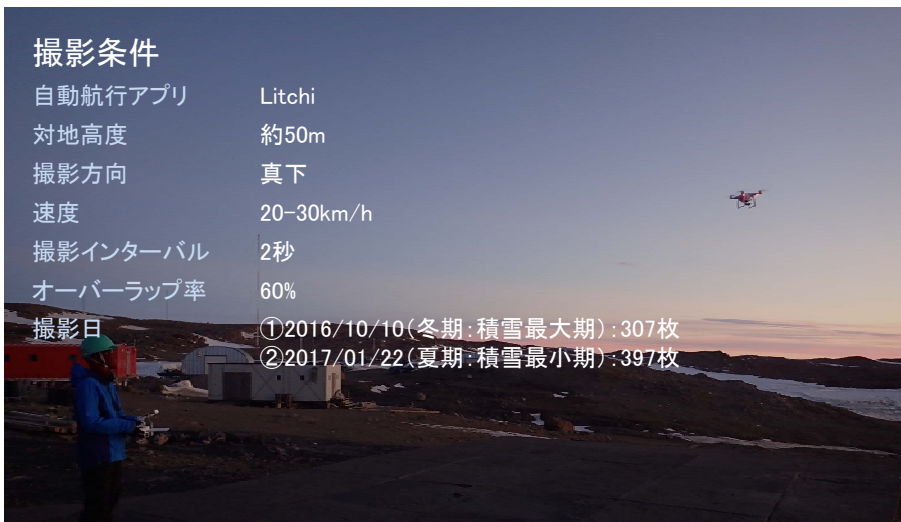 撮影条件
自動航行アプリ Litchi
対地高度 約50m
撮影方向 真下
速度 20-30km/h
撮影インターバル 2秒
オーバーラップ率 60%
撮影日 ①2016/10/10(冬期:積雪最大期):307枚
②2017/01/22(夏期:積雪最小期):397枚